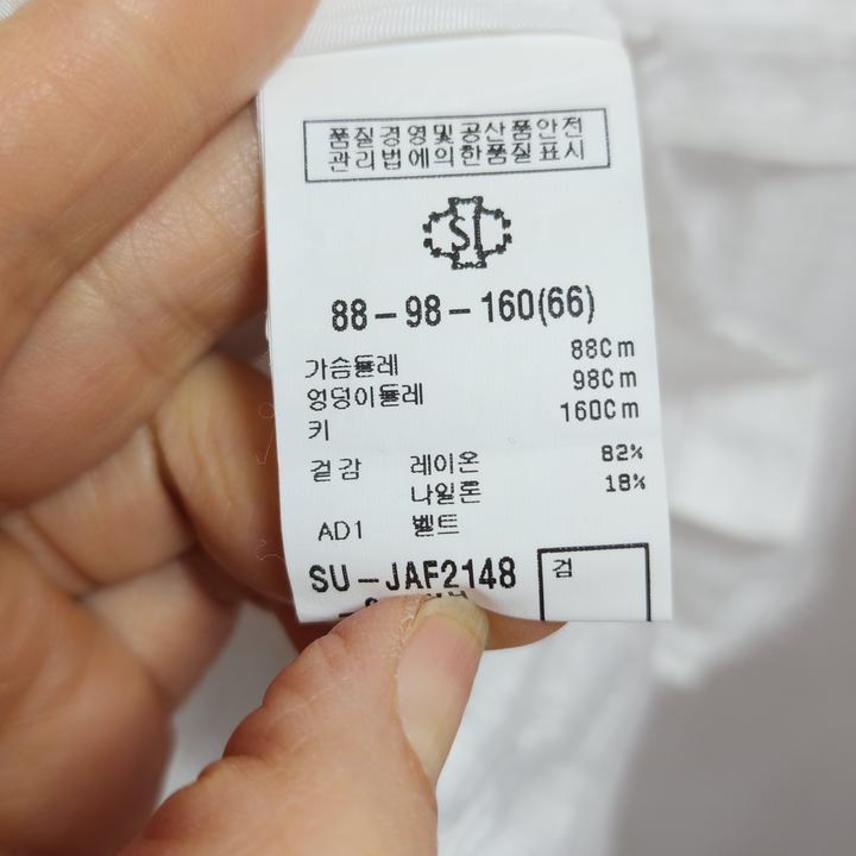 품질경영및공산품안전
관리법에의한품질표시
SI
88-98-160(66)
가슴둘레 88Cm
엉덩이둘레 98Cm
키 160Cm
겉감 레이온 82%
나일론 18%
AD1 벨트
SU-JAF2148
검